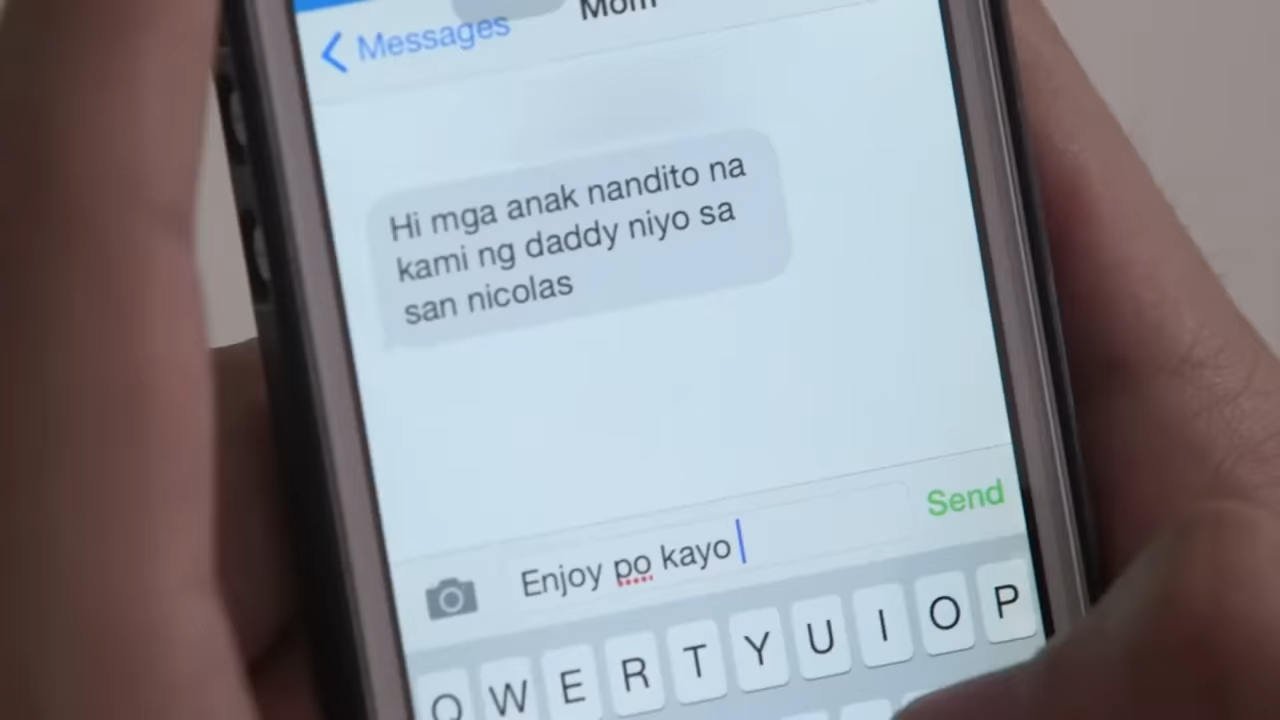 Messages
Mom
Hi mga anak nandito na
kami ng daddy niyo sa
san nicolas
Enjoy po kayo
Send
Q W E R T Y U I O P